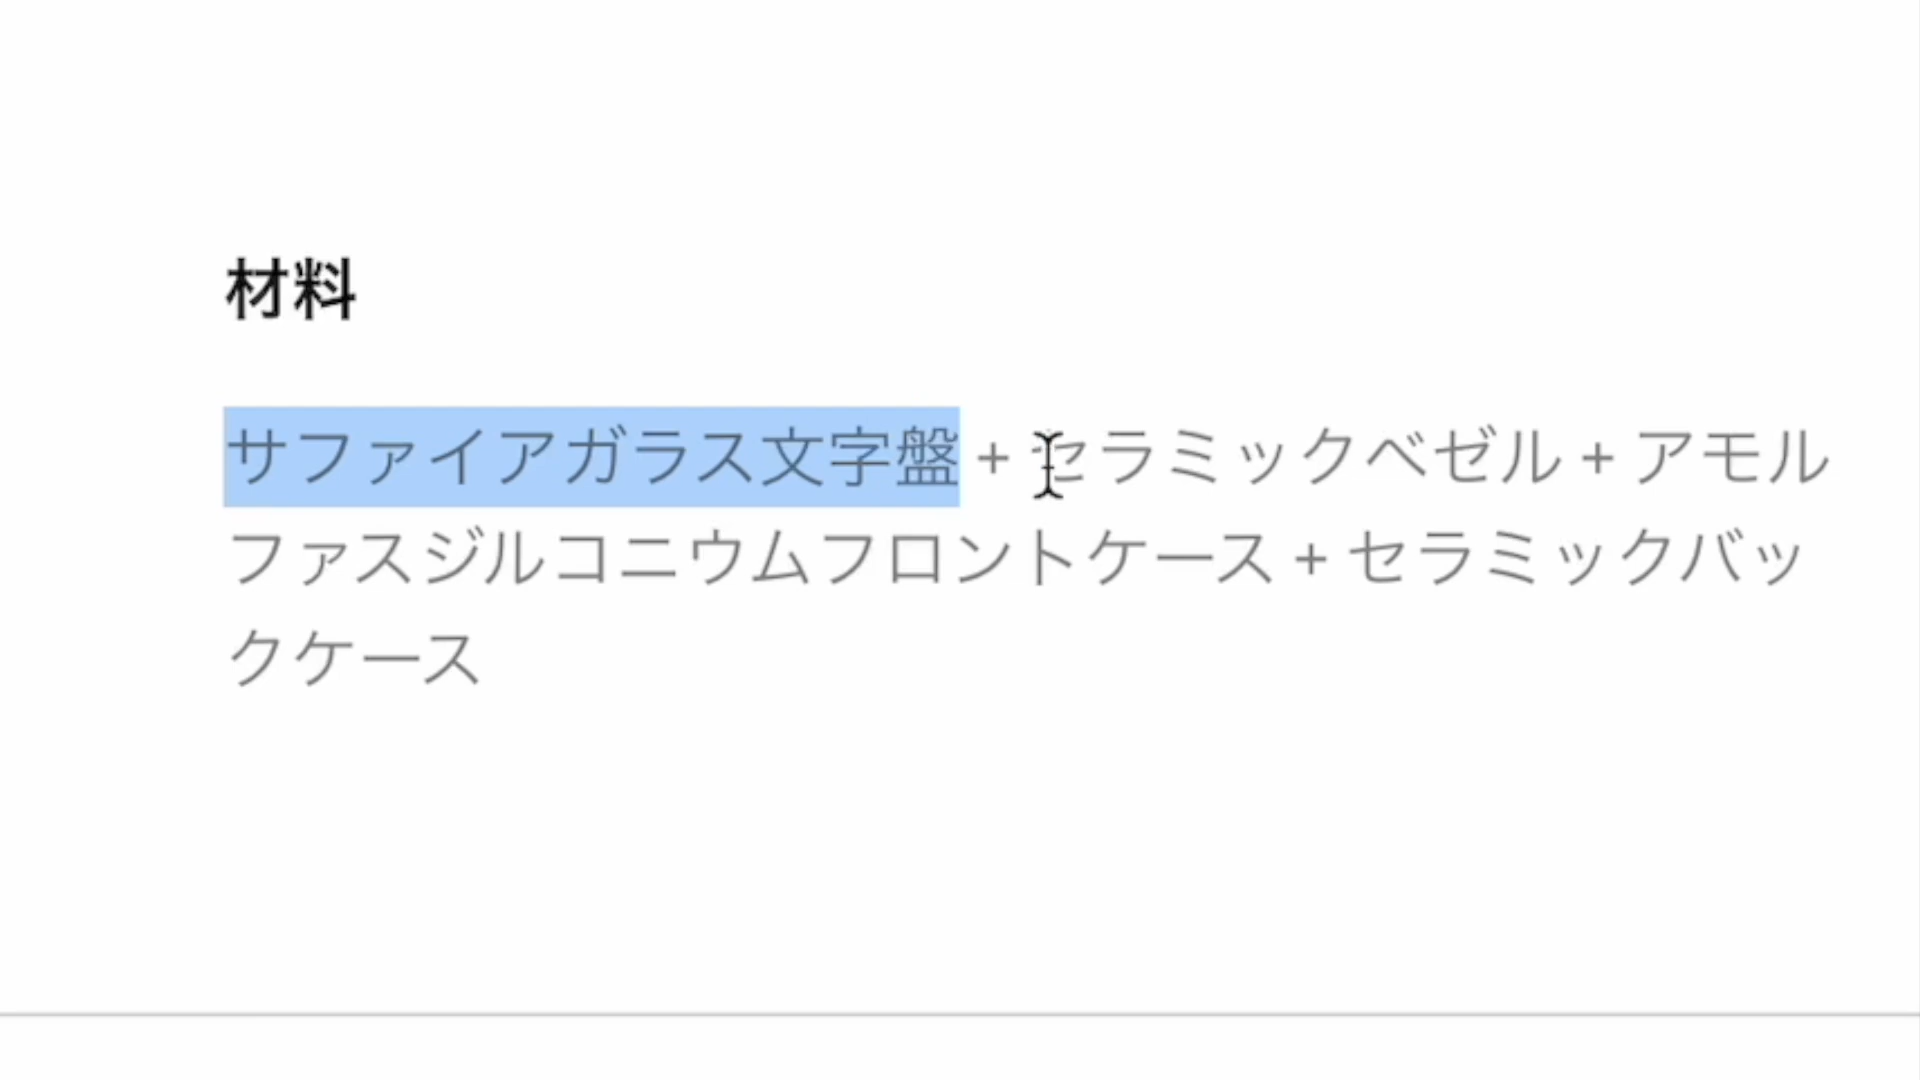 材料
サファイアガラス文字盤 + セラミックベゼル + アモル
ファスジルコニウムフロントケース + セラミックバッ
クケース